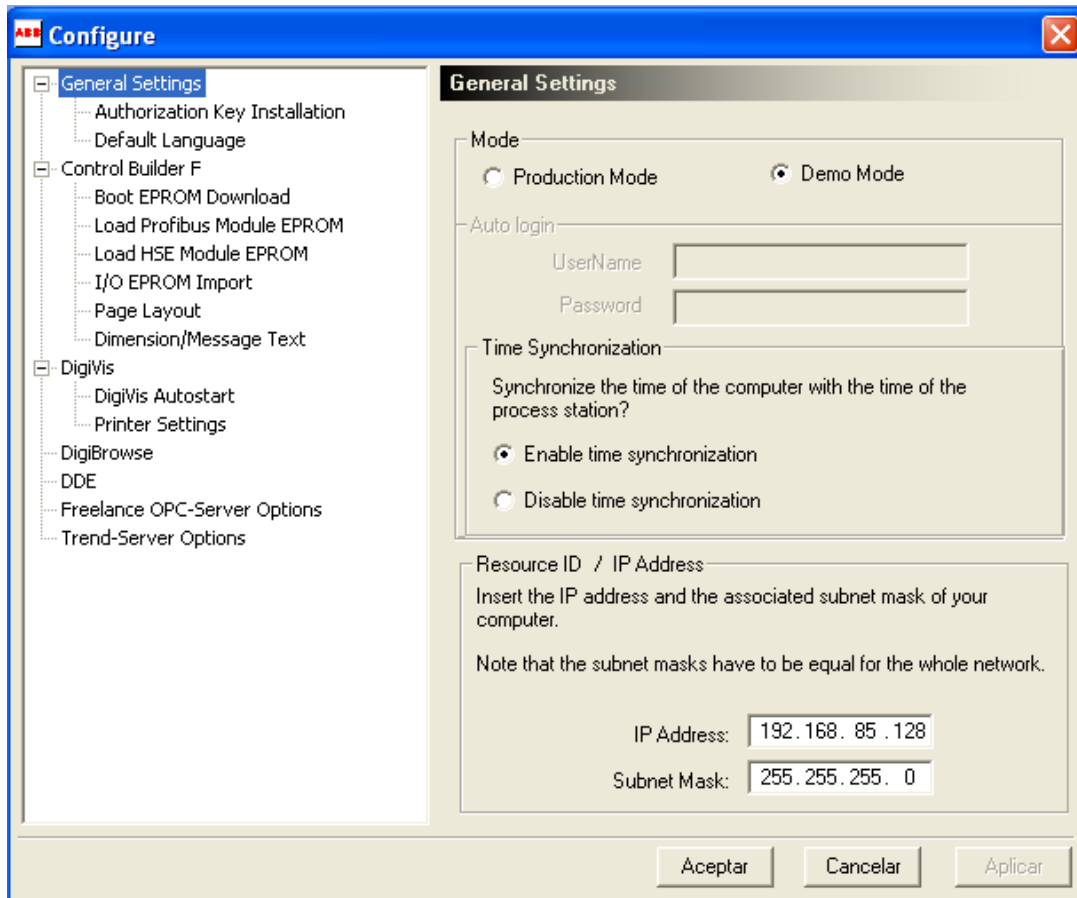 ABB Configure
General Settings
Authorization Key Installation
Default Language
Control Builder F
Boot EPROM Download
Load Profibus Module EPROM
Load HSE Module EPROM
I/O EPROM Import
Page Layout
Dimension/Message Text
DigiVis
DigiVis Autostart
Printer Settings
DigiBrowse
DDE
Freelance OPC-Server Options
Trend-Server Options
General Settings
Mode
Production Mode Demo Mode
Auto login
UserName
Password
Time Synchronization
Synchronize the time of the computer with the time of the
process station?
Enable time synchronization
Disable time synchronization
Resource ID / IP Address
Insert the IP address and the associated subnet mask of your
computer.
Note that the subnet masks have to be equal for the whole network.
IP Address: 192.168. 85 .128
Subnet Mask: 255.255.255. 0
Aceptar Cancelar Aplicar